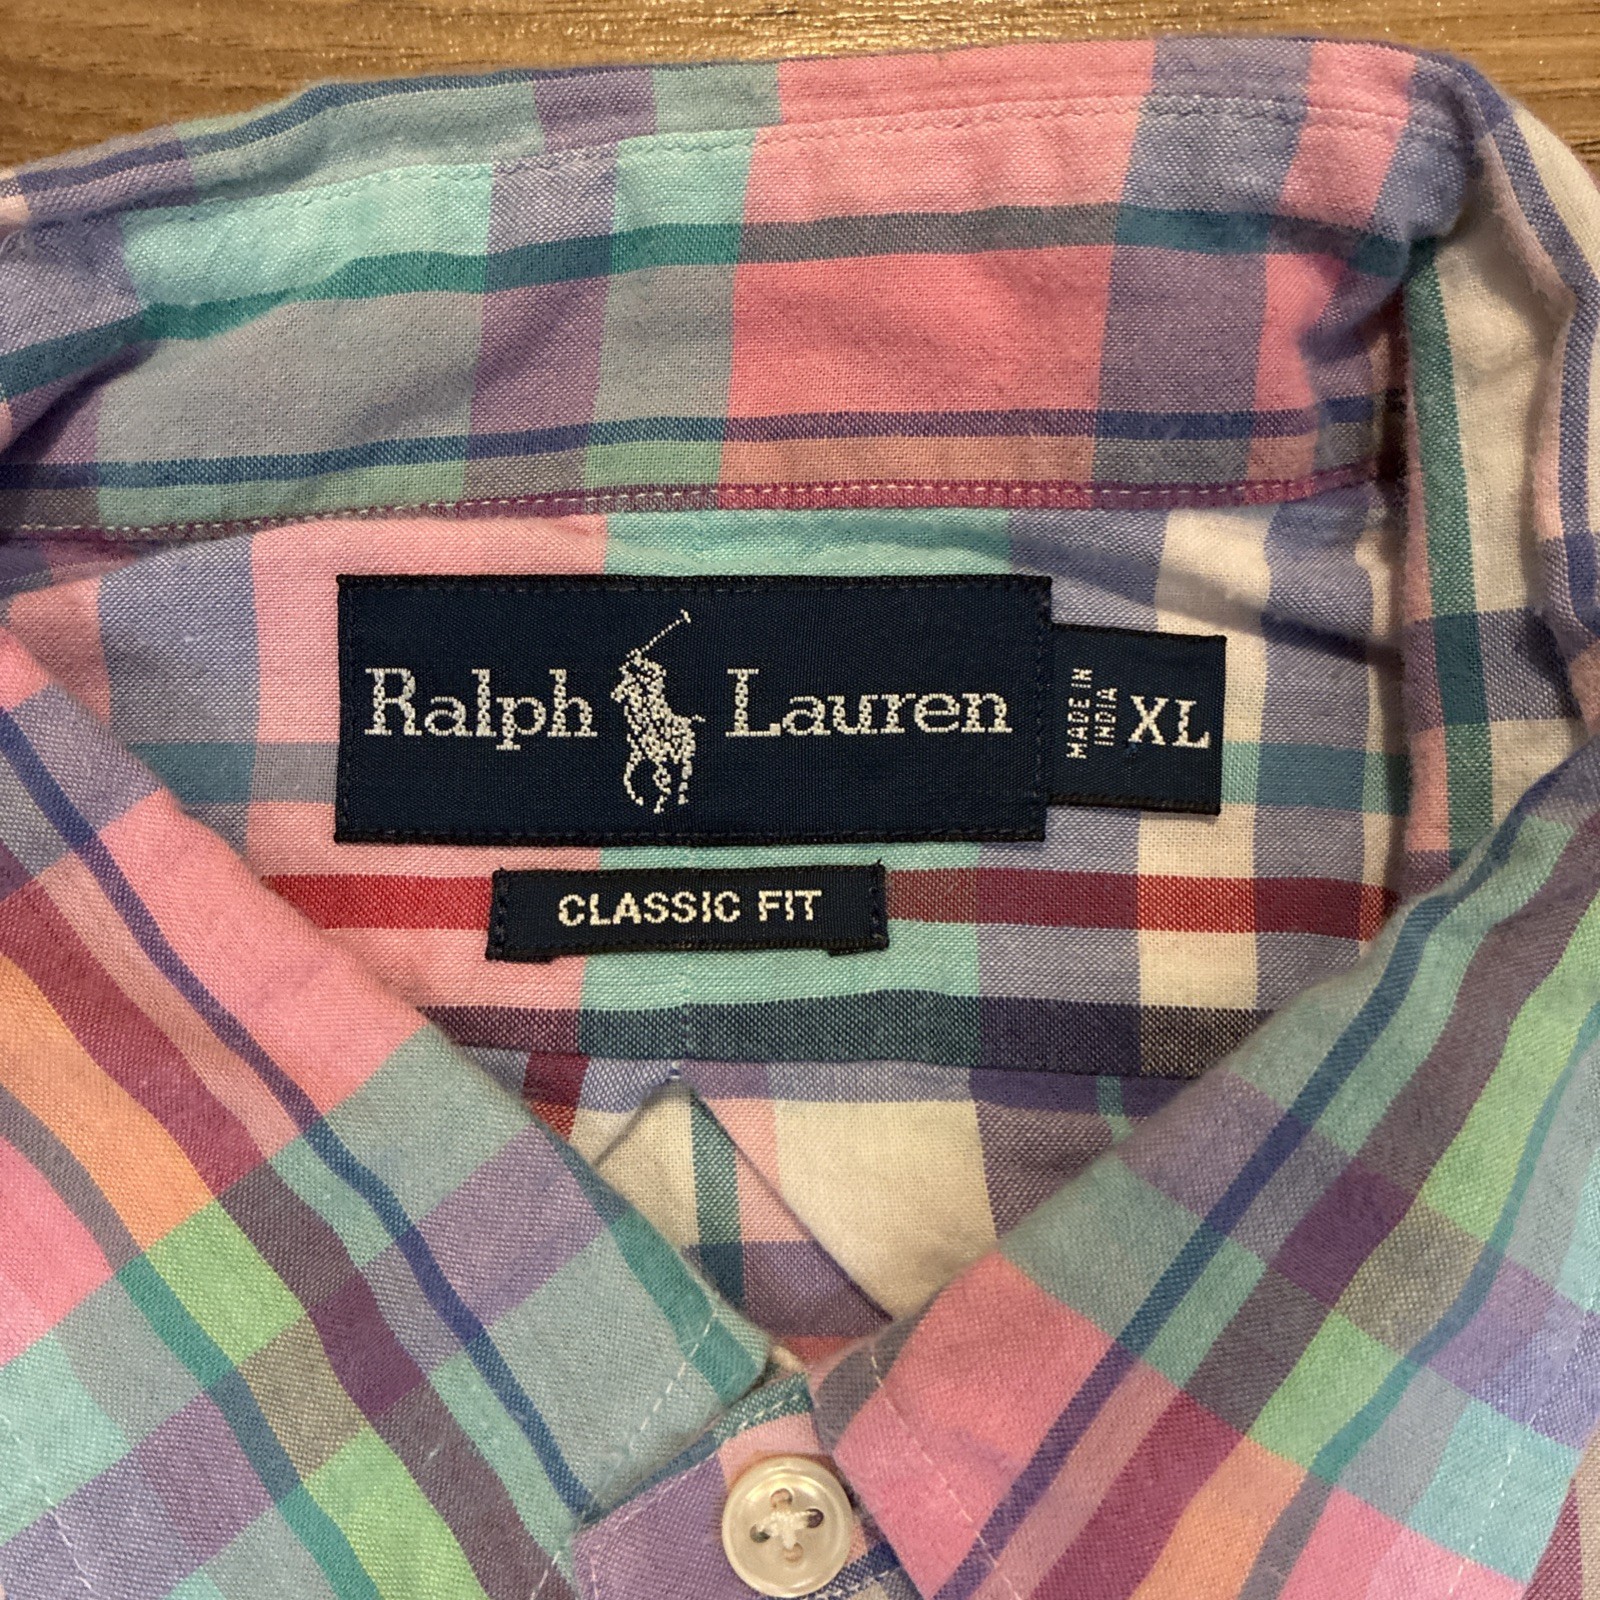 Ralph Lauren
MADE IN
INDIA
XL
CLASSIC FIT